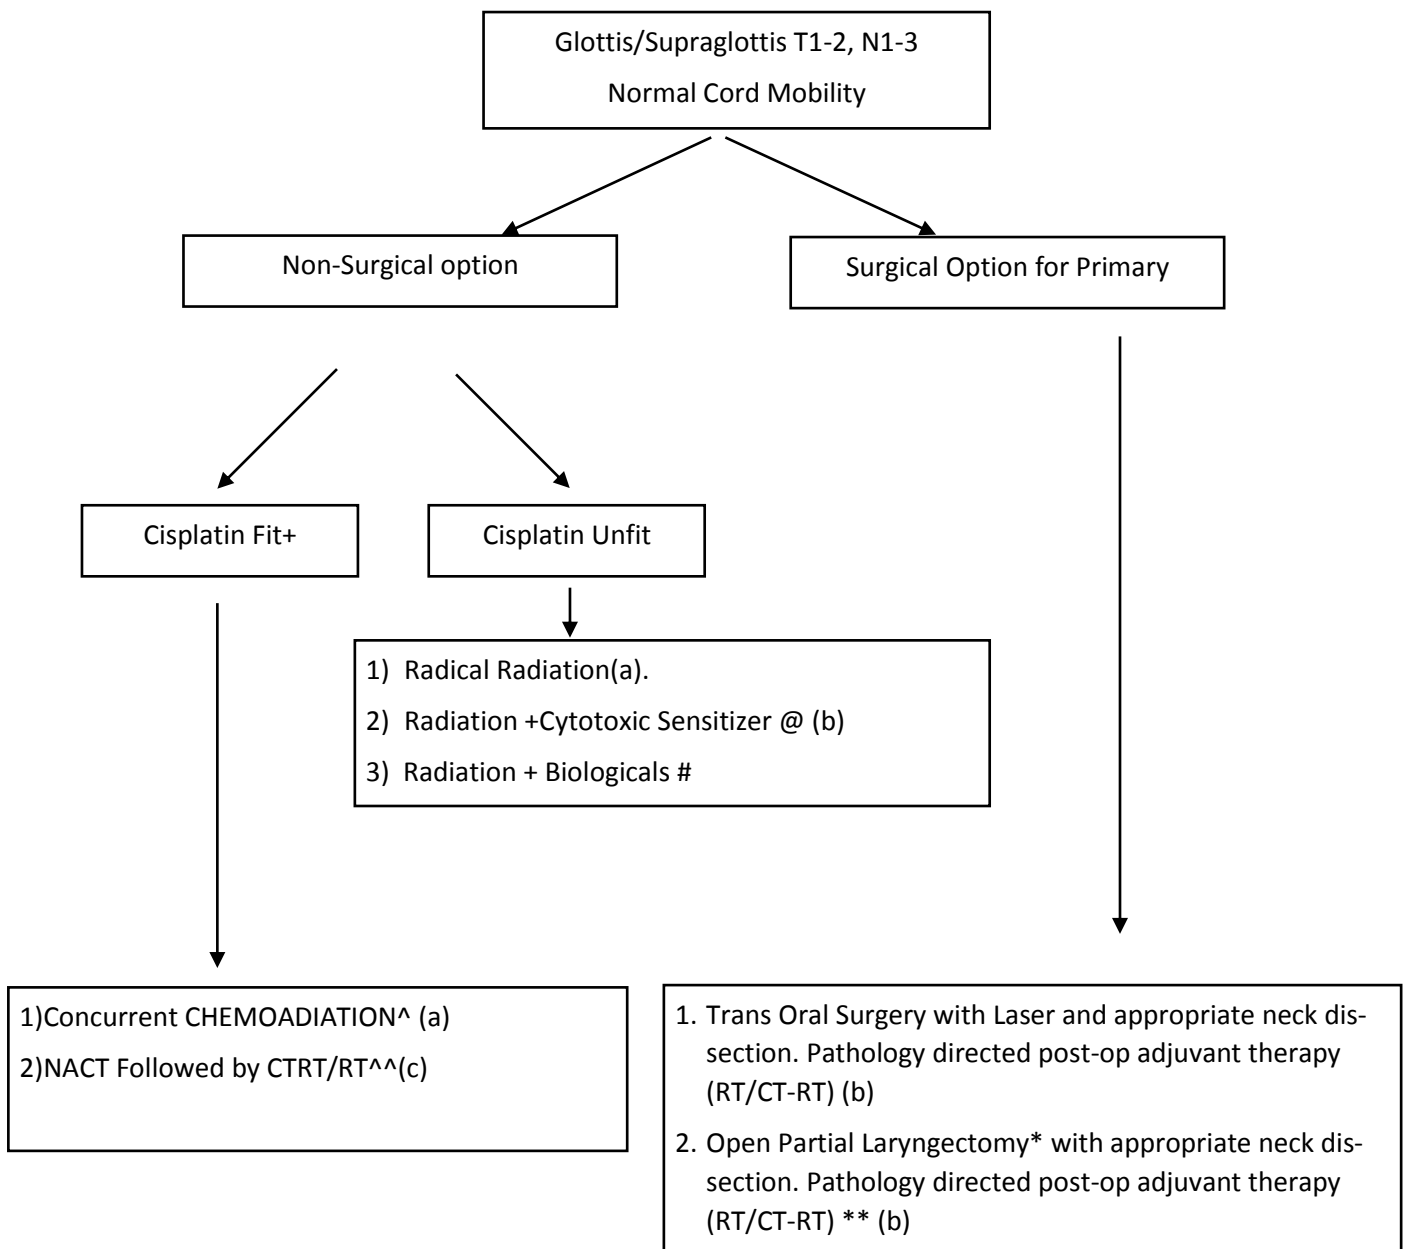 Glottis/Supraglottis T1-2, N1-3
Normal Cord Mobility
Non-Surgical option
Surgical Option for Primary
Cisplatin Fit+
Cisplatin Unfit
1) Radical Radiation(a).
2) Radiation +Cytotoxic Sensitizer @ (b)
3) Radiation + Biologicals #
1)Concurrent CHEMOADIATION^ (a)
2)NACT Followed by CTRT/RT^^(c)
1. Trans Oral Surgery with Laser and appropriate neck dis-
section. Pathology directed post-op adjuvant therapy
(RT/CT-RT) (b)
2. Open Partial Laryngectomy* with appropriate neck dis-
section. Pathology directed post-op adjuvant therapy
(RT/CT-RT) ** (b)